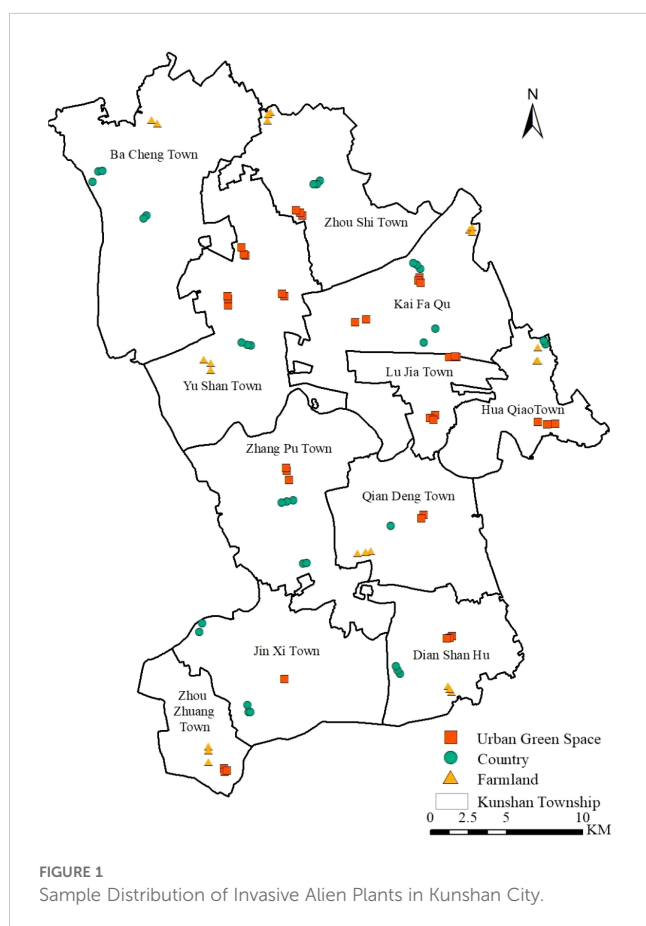 N
Ba Cheng Town
Zhou Shi Town
Kai Fa Qu
Yu Shan Town
Lu Jia Town
Hua QiaoTown
Zhang Pu Town
Qian Deng Town
Jin Xi Town
Dian Shan Hu
Zhou
Zhuang
Town
Urban Green Space
Country
Farmland
Kunshan Township
0 2.5 5 10
KM
FIGURE 1
Sample Distribution of Invasive Alien Plants in Kunshan City.